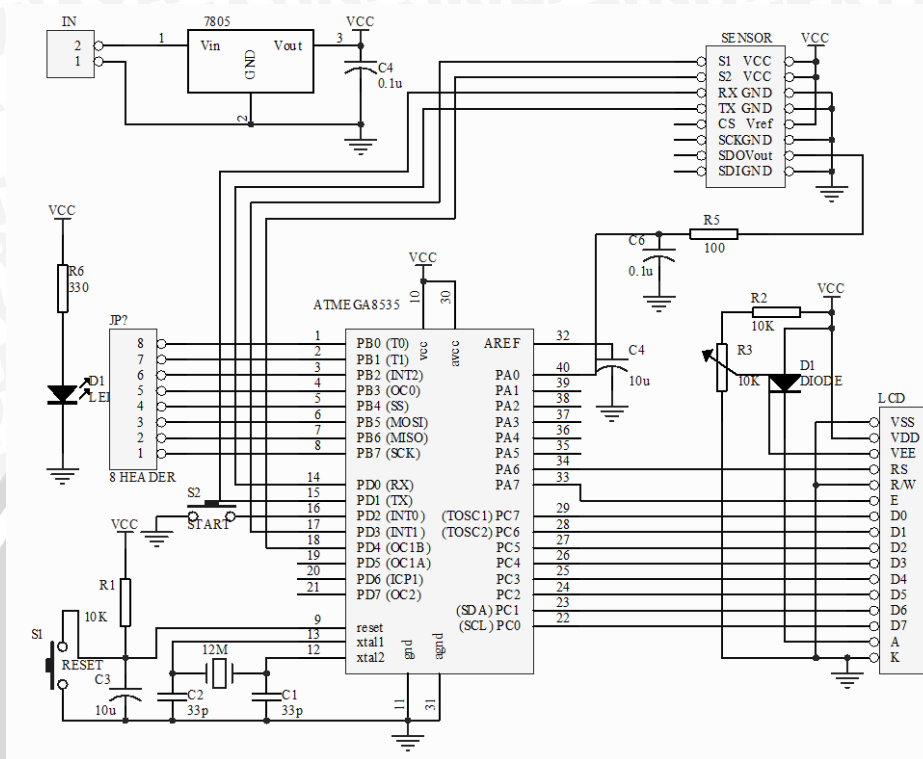 IN
2
1
1
7805
Vin
Vout
GND
2
3
VCC
C4
0.1u
SENSOR
VCC
S1 VCC
S2 VCC
RX GND
TX GND
CS Vref
SCKGND
SDOVout
SDIGND
R5
100
C6
0.1u
VCC
R6
330
D1
JP?
8
7
6
5
4
3
2
1
8 HEADER
ATMEGA8535
VCC
10
30
vcc
avcc
1 PB0 (T0)
2 PB1 (T1)
3 PB2 (INT2)
4 PB3 (OC0)
5 PB4 (SS)
6 PB5 (MOSI)
7 PB6 (MISO)
8 PB7 (SCK)
14 PD0 (RX)
15 PD1 (TX)
16 PD2 (INT0)
17 PD3 (INT1)
18 PD4 (OC1B)
19 PD5 (OC1A)
20 PD6 (ICP1)
21 PD7 (OC2)
9 reset
13 xtal1
12 xtal2
gnd
agnd
11
31
AREF 32
PA0 40
PA1 39
PA2 38
PA3 37
PA4 36
PA5 35
PA6 34
PA7 33
(TOSC1) PC7 29
(TOSC2) PC6 28
PC5 27
PC4 26
PC3 25
PC2 24
(SDA) PC1 23
(SCL) PC0 22
C4
10u
S2
START
VCC
R1
10K
S1
RESET
C3
10u
12M
C2
33p
C1
33p
VCC
R2
10K
R3
10K
D1
DIODE
LCD
VSS
VDD
VEE
RS
R/W
E
D0
D1
D2
D3
D4
D5
D6
D7
A
K